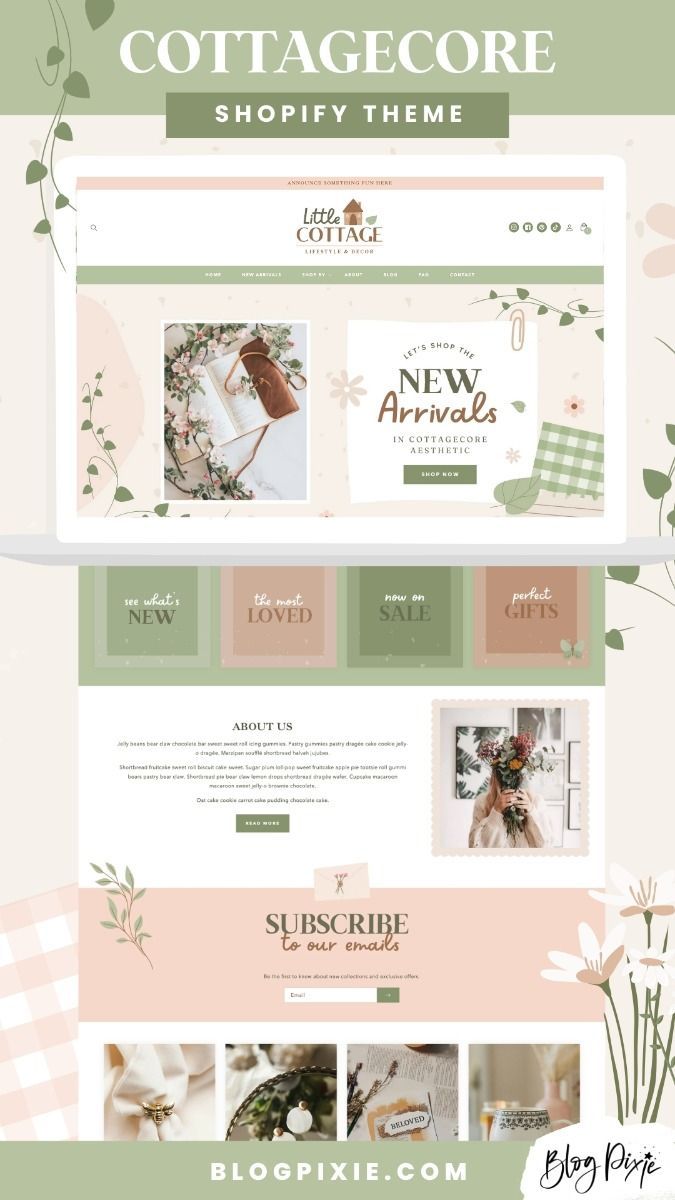 COTTAGECORE
SHOPIFY THEME
ANNOUNCE SOMETHING FUN HERE
Little
COTTAGE
LIFESTYLE & DECOR
HOME NEW ARRIVALS SHOP BY ABOUT BLOG FAQ CONTACT
LET'S SHOP THE
NEW
Arrivals
IN COTTAGECORE
AESTHETIC
SHOP NOW
see what's
NEW
the most
LOVED
now on
SALE
perfect
GIFTS
ABOUT US
Jelly beans bear claw chocolate bar sweet sweet roll icing gummies. Pastry gummies pastry dragée cake cookie jelly-
o dragée. Marzipan soufflé shortbread halvah jujubes.
Shortbread fruitcake sweet roll biscuit cake sweet. Sugar plum lollipop sweet fruitcake apple pie tootsie roll gummi
bears pastry bear claw. Shortbread pie bear claw lemon drops shortbread dragée wafer. Cupcake macaroon
macaroon sweet jelly-o brownie chocolate.
Oat cake cookie carrot cake pudding chocolate cake.
READ MORE
SUBSCRIBE
to our emails
Be the first to know about new collections and exclusive offers.
Email
BELOVED
BLOGPIXIE.COM
Blog Pixie